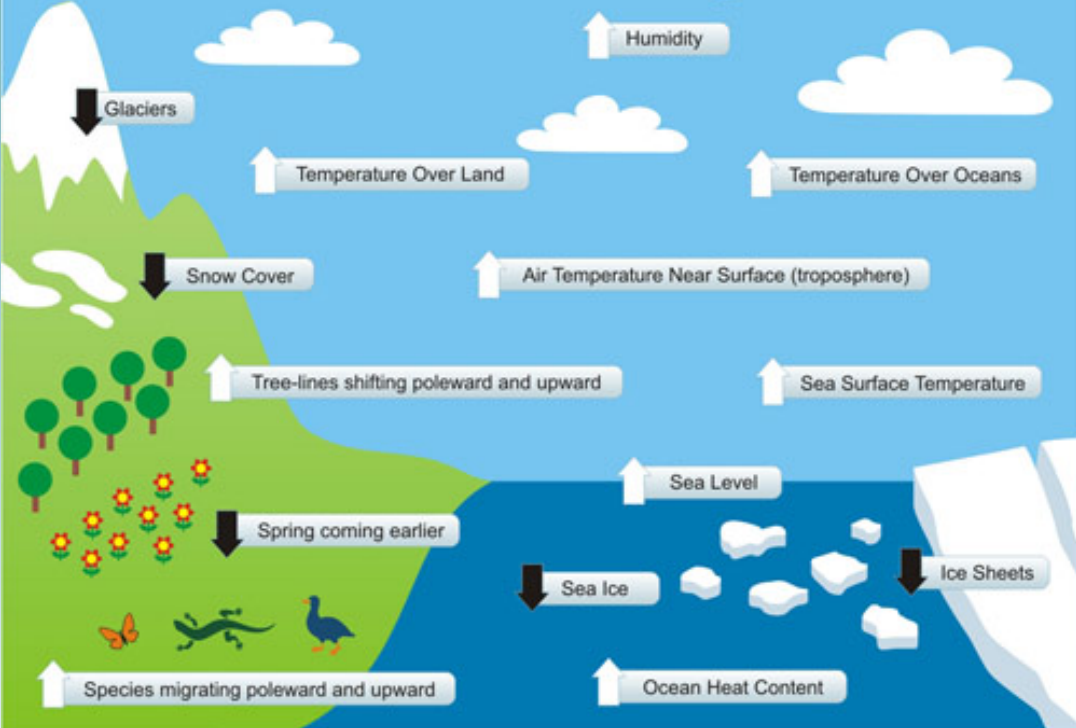 Humidity
Glaciers
Temperature Over Land
Temperature Over Oceans
Snow Cover
Air Temperature Near Surface (troposphere)
Tree-lines shifting poleward and upward
Sea Surface Temperature
Sea Level
Spring coming earlier
Sea Ice
Ice Sheets
Species migrating poleward and upward
Ocean Heat Content